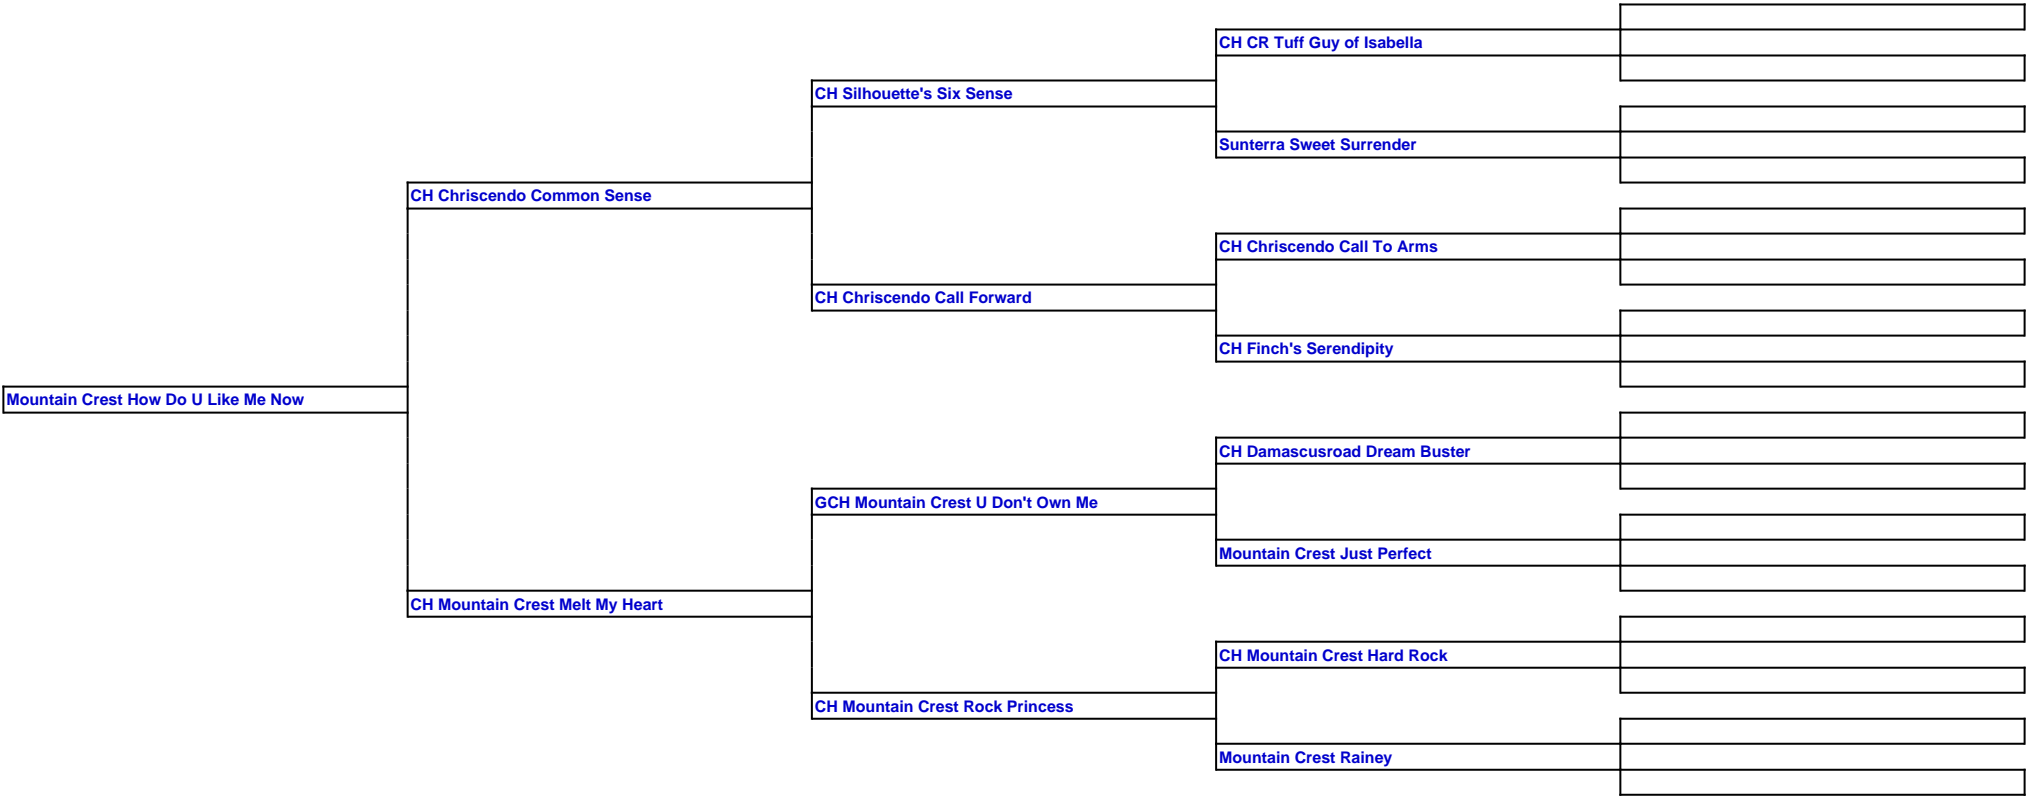 CH CR Tuff Guy of Isabella
CH Silhouette's Six Sense
Sunterra Sweet Surrender
CH Chriscendo Common Sense
CH Chriscendo Call To Arms
CH Chriscendo Call Forward
CH Finch's Serendipity
Mountain Crest How Do U Like Me Now
CH Damascusroad Dream Buster
GCH Mountain Crest U Don't Own Me
Mountain Crest Just Perfect
CH Mountain Crest Melt My Heart
CH Mountain Crest Hard Rock
CH Mountain Crest Rock Princess
Mountain Crest Rainey